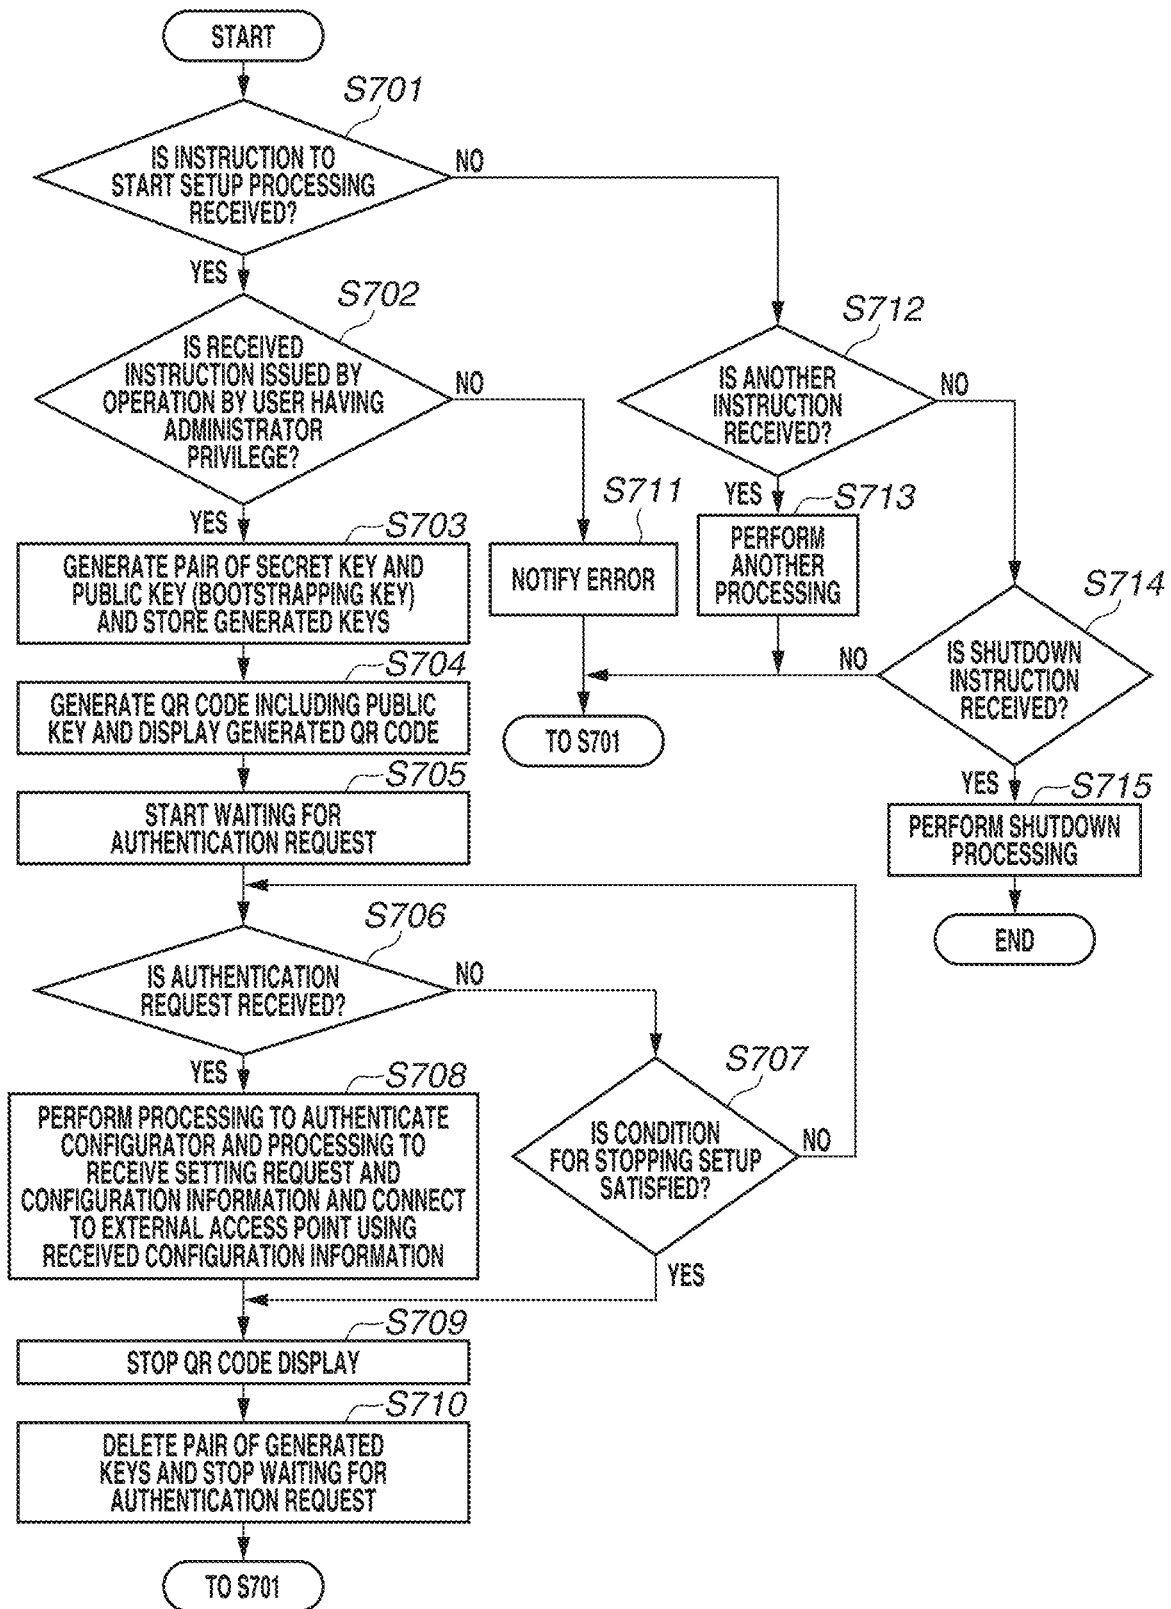 START
S701
IS INSTRUCTION TO
START SETUP PROCESSING
RECEIVED?
NO
YES
S702
IS RECEIVED
INSTRUCTION ISSUED BY
OPERATION BY USER HAVING
ADMINISTRATOR
PRIVILEGE?
NO
YES
S712
IS ANOTHER
INSTRUCTION
RECEIVED?
NO
YES
S713
PERFORM
ANOTHER
PROCESSING
S711
NOTIFY ERROR
S703
GENERATE PAIR OF SECRET KEY AND
PUBLIC KEY (BOOTSTRAPPING KEY)
AND STORE GENERATED KEYS
S714
IS SHUTDOWN
INSTRUCTION
RECEIVED?
NO
YES
TO S701
S704
GENERATE QR CODE INCLUDING PUBLIC
KEY AND DISPLAY GENERATED QR CODE
S705
START WAITING FOR
AUTHENTICATION REQUEST
S715
PERFORM SHUTDOWN
PROCESSING
END
S706
IS AUTHENTICATION
REQUEST RECEIVED?
NO
YES
S707
IS CONDITION
FOR STOPPING SETUP
SATISFIED?
NO
YES
S708
PERFORM PROCESSING TO AUTHENTICATE
CONFIGURATOR AND PROCESSING TO
RECEIVE SETTING REQUEST AND
CONFIGURATION INFORMATION AND CONNECT
TO EXTERNAL ACCESS POINT USING
RECEIVED CONFIGURATION INFORMATION
S709
STOP QR CODE DISPLAY
S710
DELETE PAIR OF GENERATED
KEYS AND STOP WAITING FOR
AUTHENTICATION REQUEST
TO S701